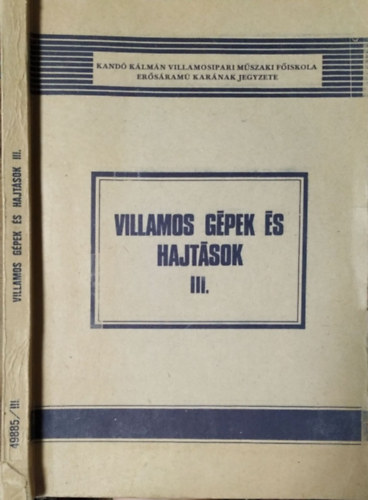 KANDÓ KÁLMÁN VILLAMOSIPARI MŰSZAKI FŐISKOLA
ERŐSÁRAMÚ KARÁNAK JEGYZETE
VILLAMOS GÉPEK ÉS
HAJTÁSOK
III.
VILLAMOS GÉPEK ÉS HAJTÁSOK III.
49885/III